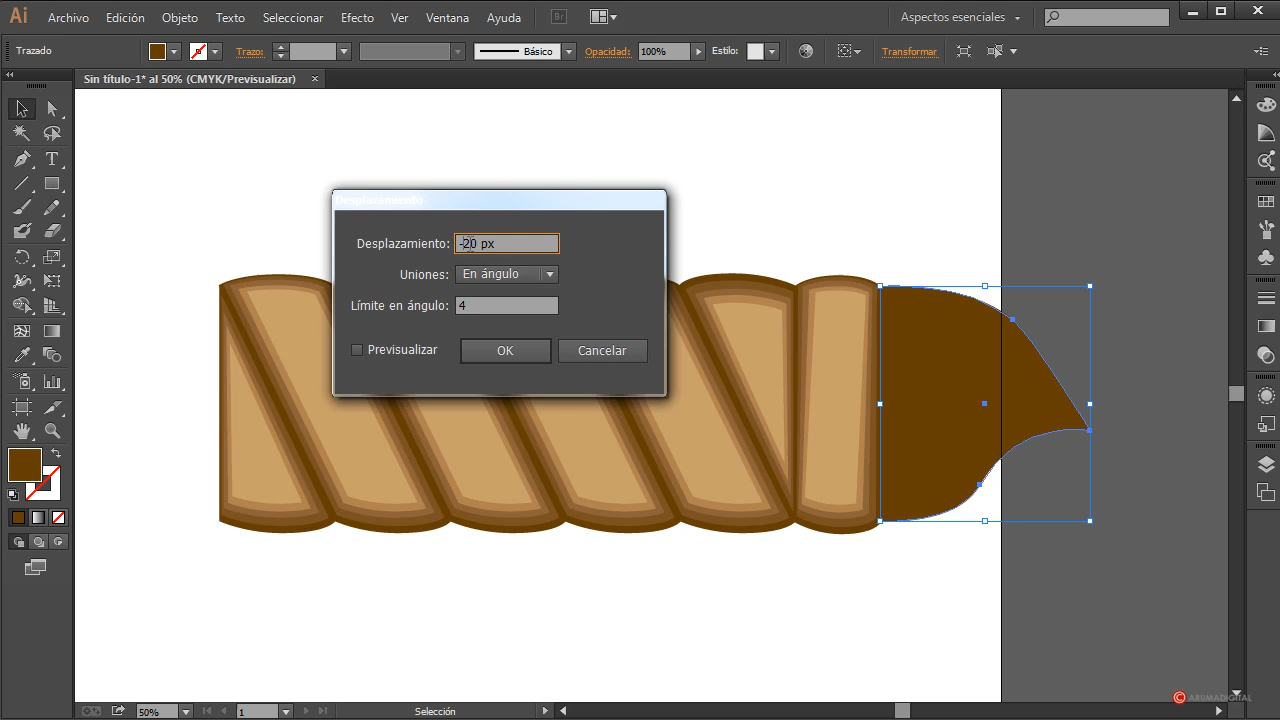 Ai Archivo Edición Objeto Texto Seleccionar Efecto Ver Ventana Ayuda Br Aspectos esenciales
Trazado Trazo: Básico Opacidad: 100% Estilo: Transformar
Sin título-1* al 50% (CMYK/Previsualizar) ×
Desplazamiento
Desplazamiento: -20 px
Uniones: En ángulo
Límite en ángulo: 4
Previsualizar OK Cancelar
© ARUMADIGITAL
50% 1 Selección